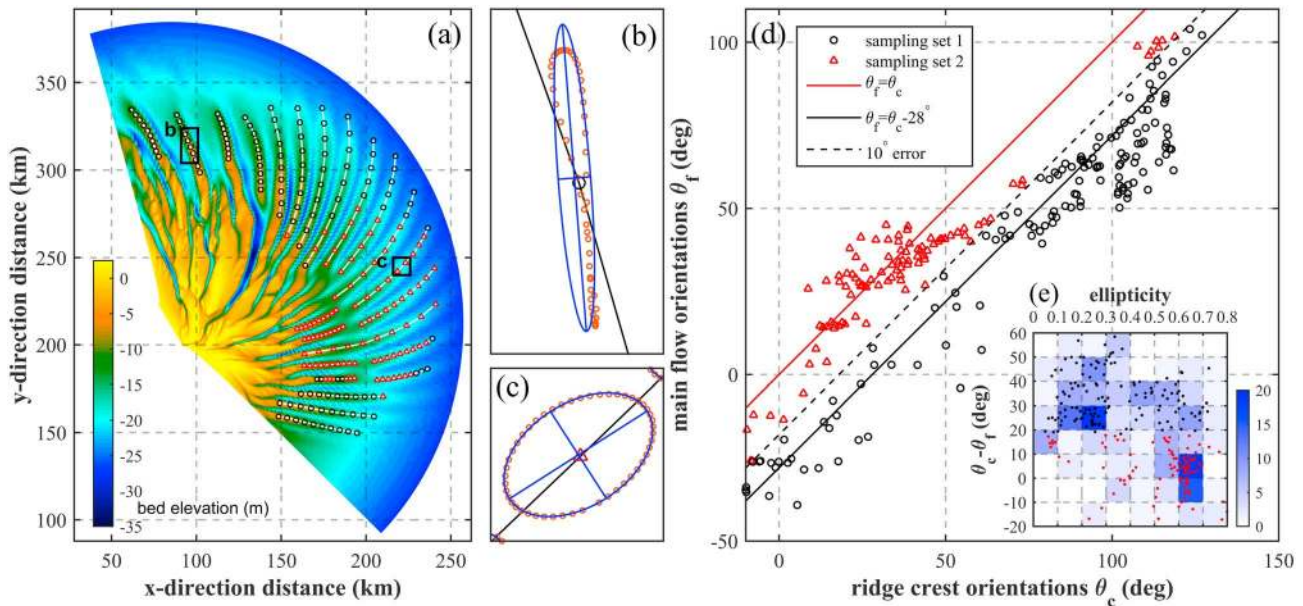 (a)
y-direction distance (km)
350
300
250
200
150
100
b
c
0
-5
-10
-15
-20
-25
-30
-35
bed elevation (m)
50 100 150 200 250
x-direction distance (km)
(b)
(c)
(d)
main flow orientations θf (deg)
100
50
0
-50
sampling set 1
sampling set 2
θf=θc
θf=θc-28°
10° error
0 50 100 150
ridge crest orientations θc (deg)
(e)
ellipticity
0 0.1 0.2 0.3 0.4 0.5 0.6 0.7 0.8
θc-θf (deg)
60
50
40
30
20
10
0
-10
-20
20
15
10
5
0